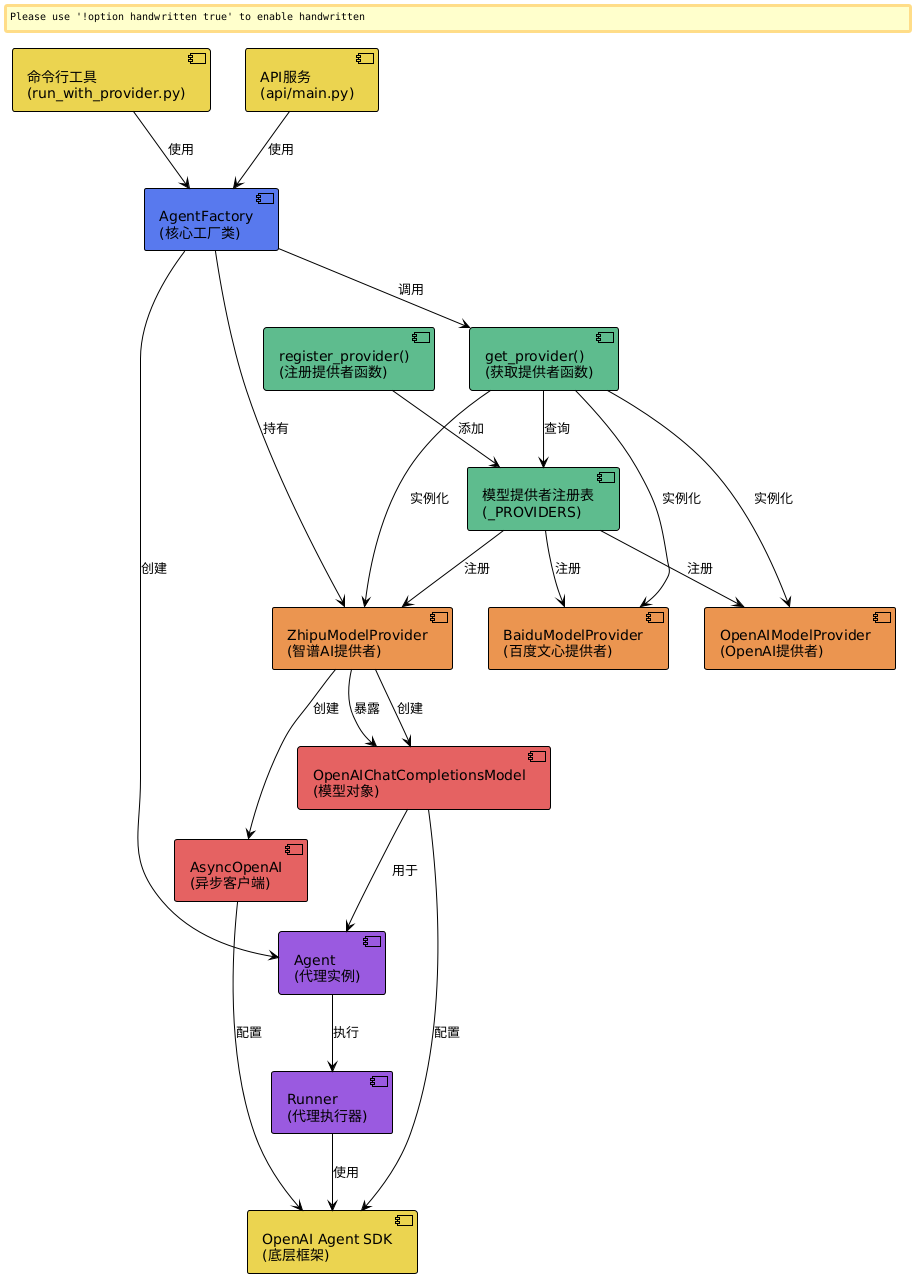 Please use '!option handwritten true' to enable handwritten
命令行工具
(run_with_provider.py)
API服务
(api/main.py)
使用
使用
AgentFactory
(核心工厂类)
调用
register_provider()
(注册提供者函数)
get_provider()
(获取提供者函数)
持有
添加
查询
实例化
模型提供者注册表
(_PROVIDERS)
实例化
实例化
创建
注册
注册
注册
ZhipuModelProvider
(智谱AI提供者)
BaiduModelProvider
(百度文心提供者)
OpenAIModelProvider
(OpenAI提供者)
创建
暴露
创建
OpenAIChatCompletionsModel
(模型对象)
AsyncOpenAI
(异步客户端)
用于
Agent
(代理实例)
配置
执行
配置
Runner
(代理执行器)
使用
OpenAI Agent SDK
(底层框架)